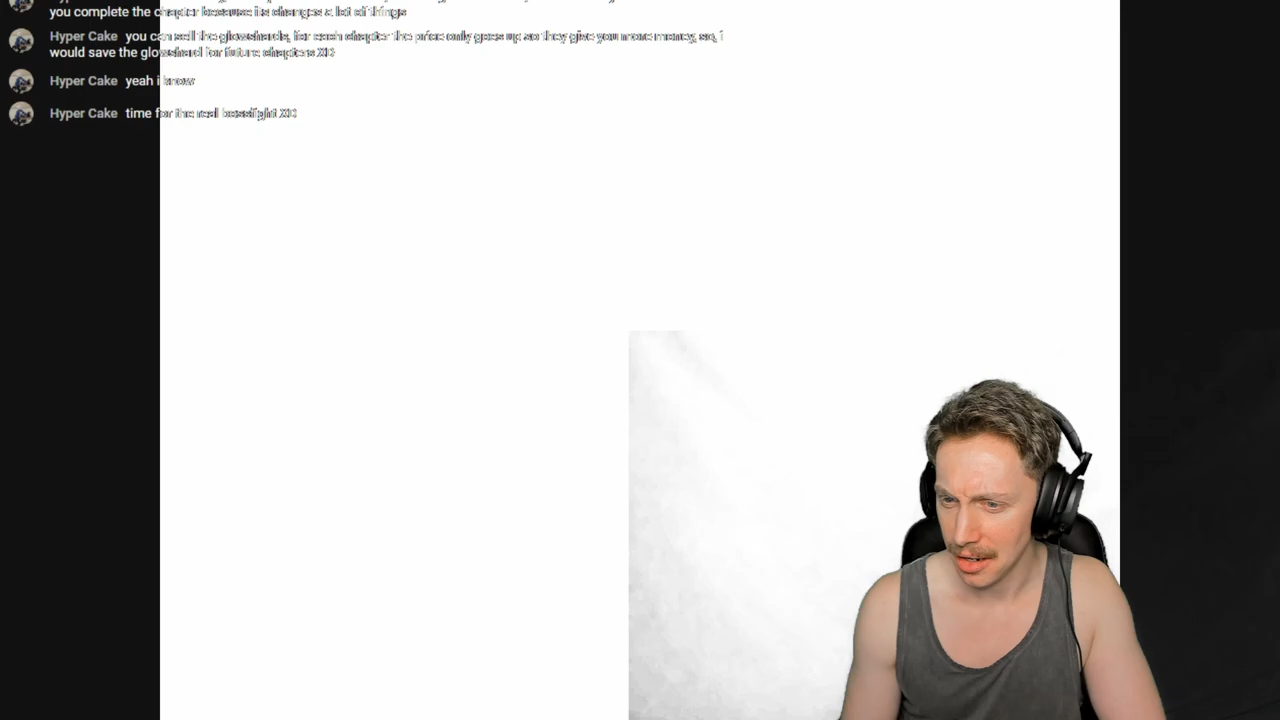 you complete the chapter because its changes a lot of things
Hyper Cake you can sell the glowshards, for each chapter the price only goes up so they give you more money, so, i
would save the glowshard for future chapters XD
Hyper Cake yeah i know
Hyper Cake time for the real bossfight XD